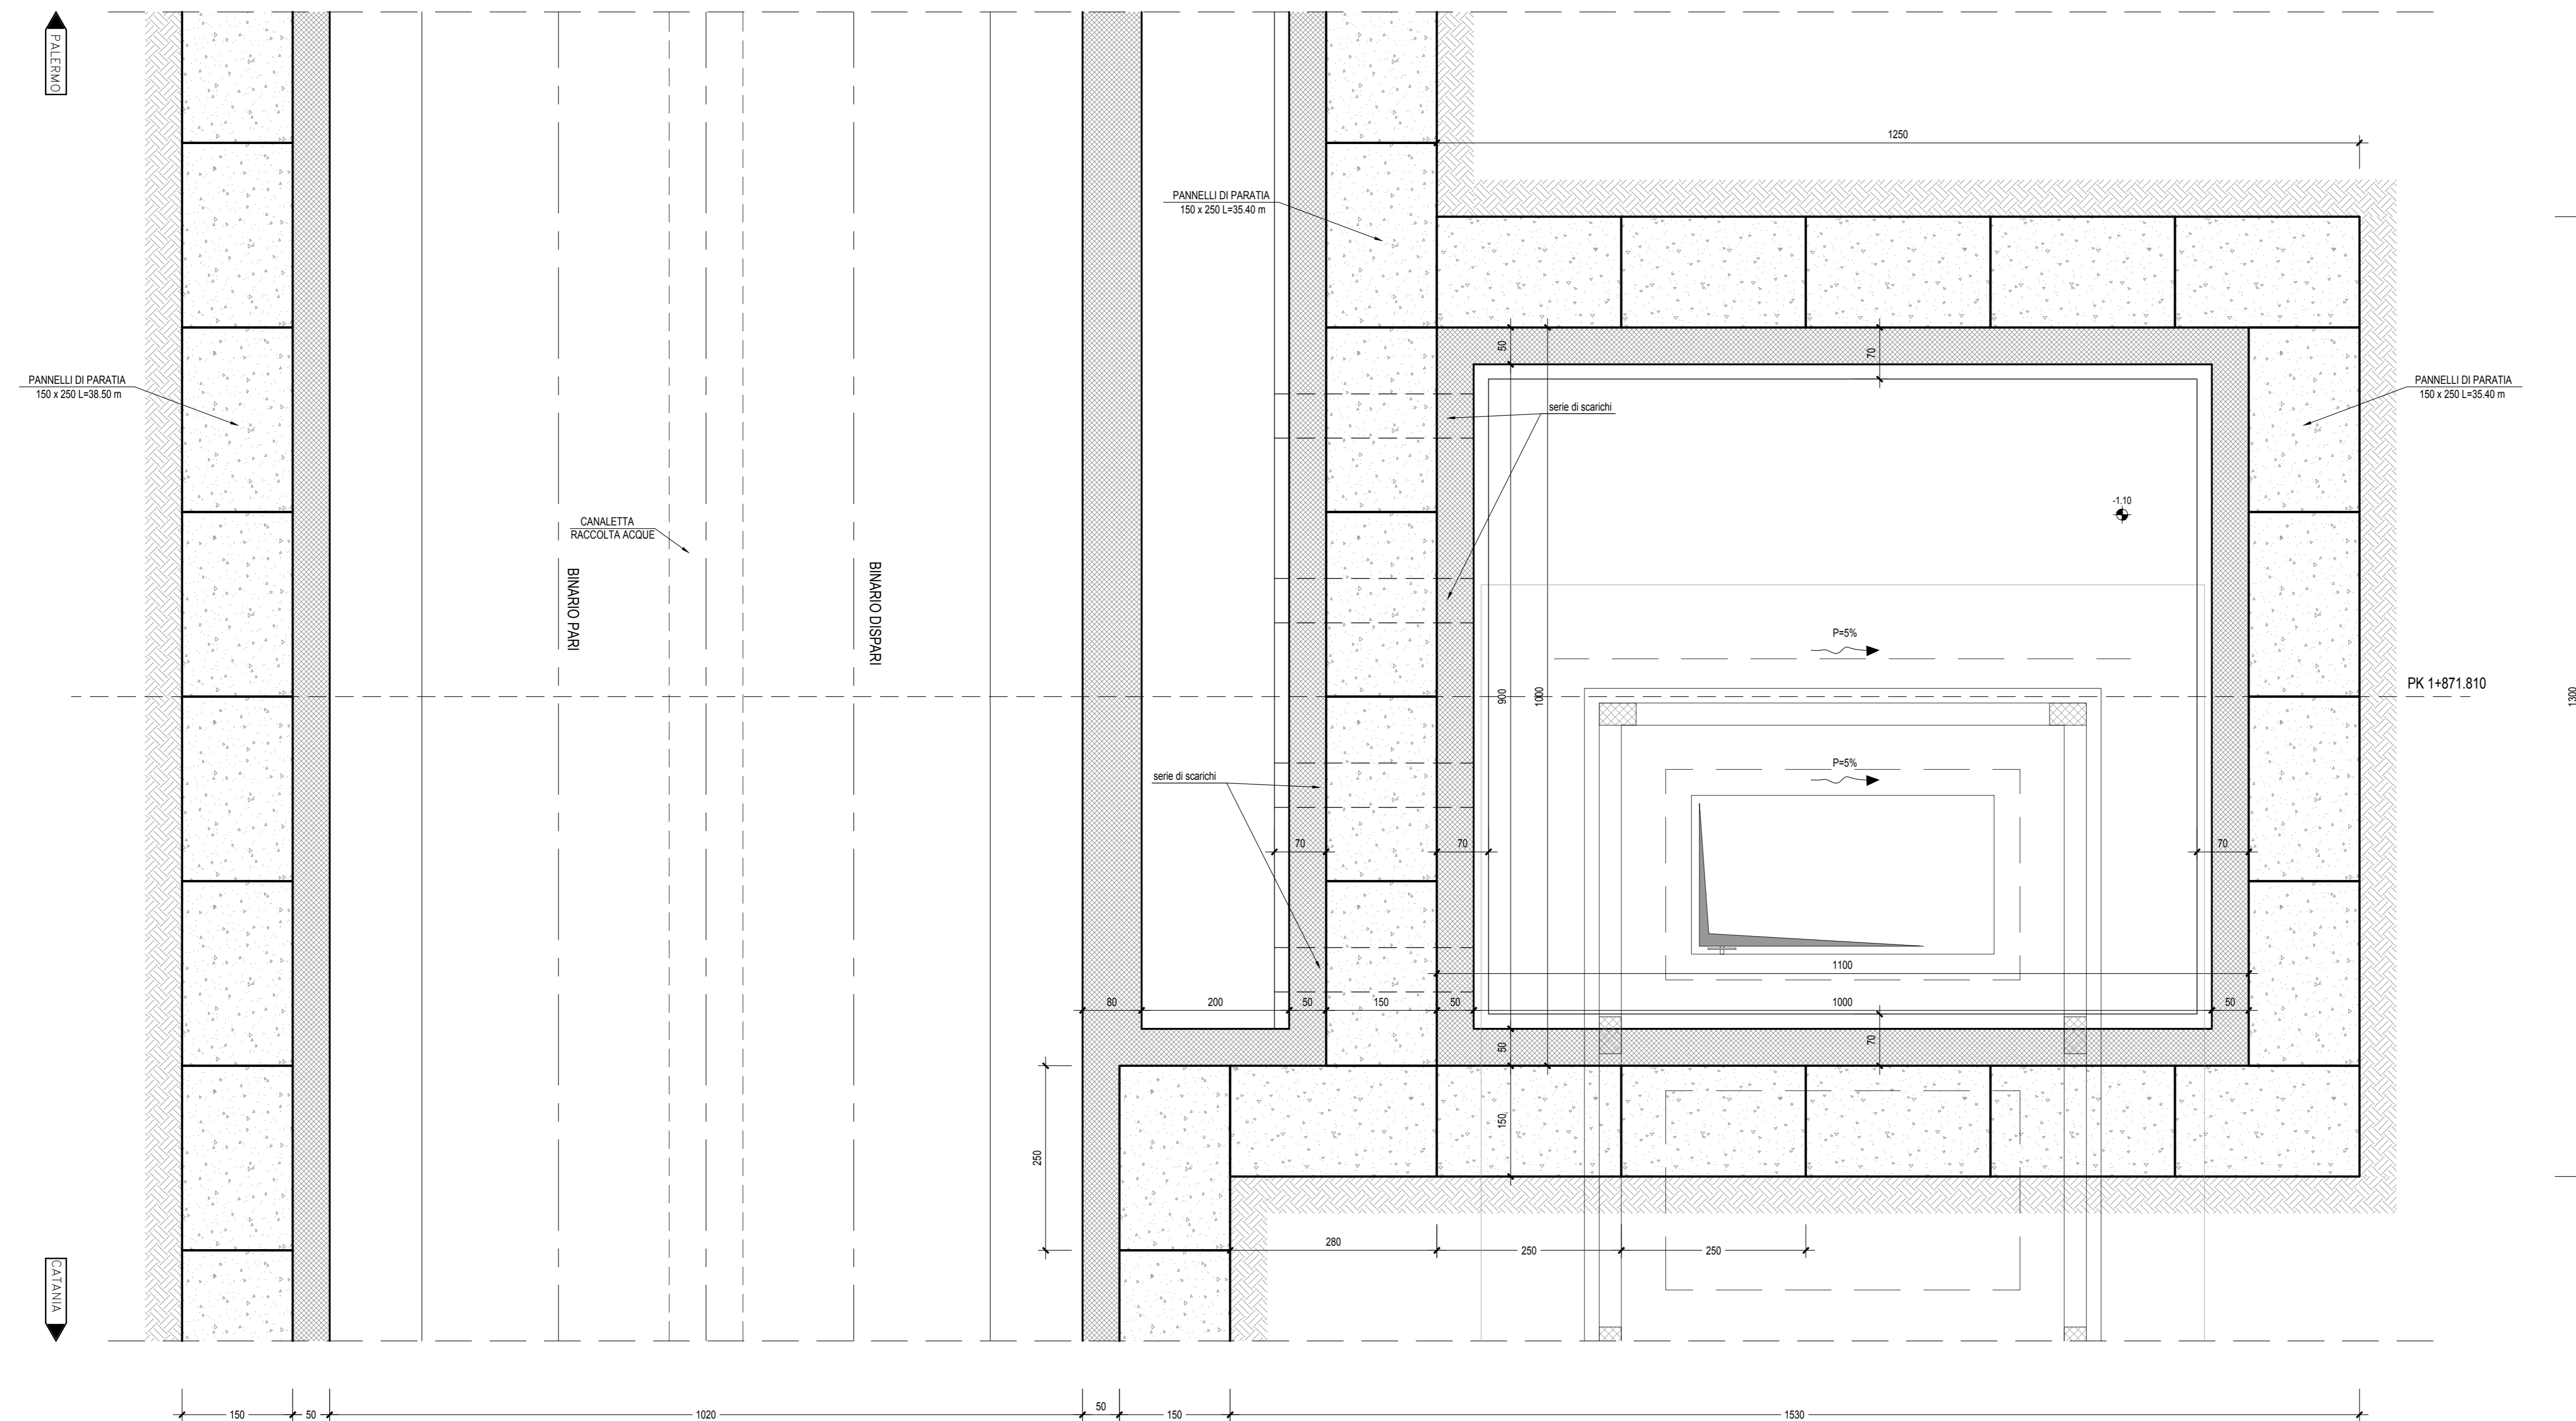 PALERMO
1250
PANNELLI DI PARATIA
150 x 250 L=35.40 m
50
70
PANNELLI DI PARATIA
150 x 250 L=38.50 m
PANNELLI DI PARATIA
150 x 250 L=35.40 m
serie di scarichi
-1.10
CANALETTA
RACCOLTA ACQUE
BINARIO PARI
BINARIO DISPARI
P=5%
PK 1+871.810
900
1000
1300
P=5%
serie di scarichi
70
70
70
1100
80
200
50
150
50
1000
50
50
70
150
250
280
250
250
CATANIA
150
50
1020
50
150
1530